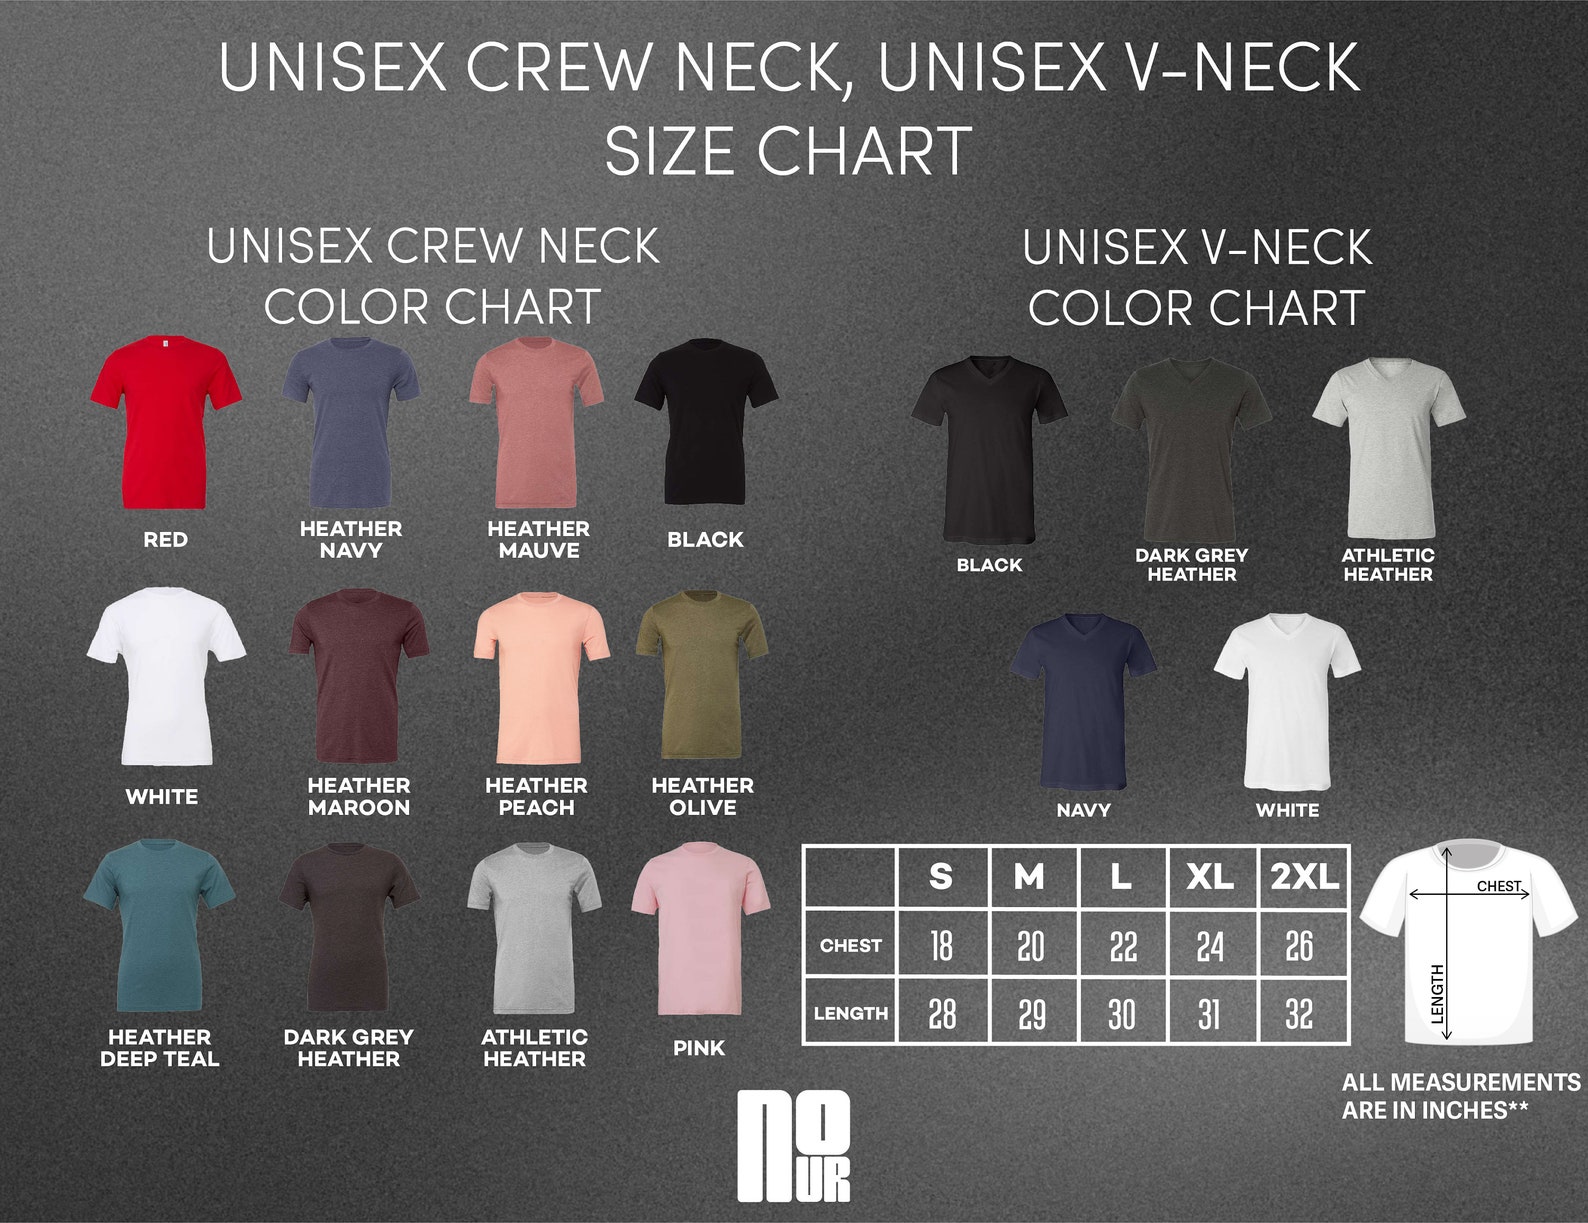 UNISEX CREW NECK, UNISEX V-NECK
SIZE CHART
UNISEX CREW NECK
COLOR CHART
RED
HEATHER
NAVY
HEATHER
MAUVE
BLACK
WHITE
HEATHER
MAROON
HEATHER
PEACH
HEATHER
OLIVE
HEATHER
DEEP TEAL
DARK GREY
HEATHER
ATHLETIC
HEATHER
PINK
UNISEX V-NECK
COLOR CHART
BLACK
DARK GREY
HEATHER
ATHLETIC
HEATHER
NAVY
WHITE
S M L XL 2XL
CHEST 18 20 22 24 26
LENGTH 28 29 30 31 32
CHEST
LENGTH
ALL MEASUREMENTS
ARE IN INCHES**
NOUR